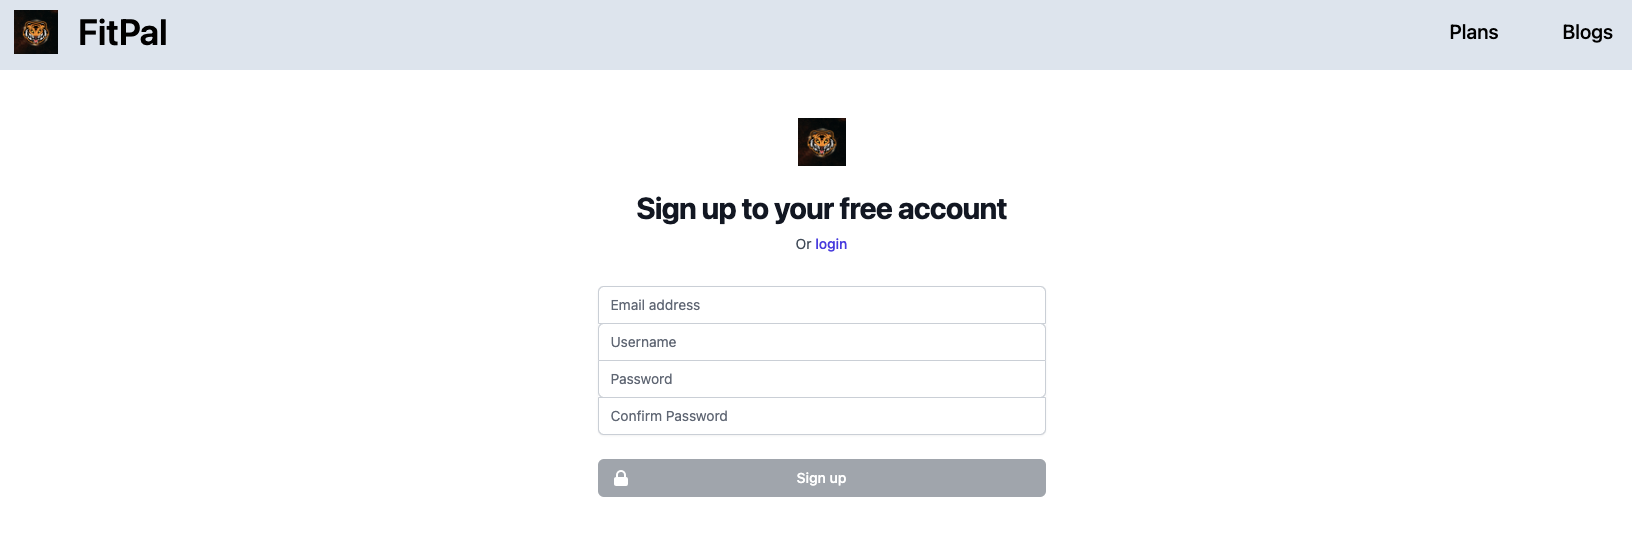 FitPal
Plans
Blogs
Sign up to your free account
Or login
Email address
Username
Password
Confirm Password
Sign up